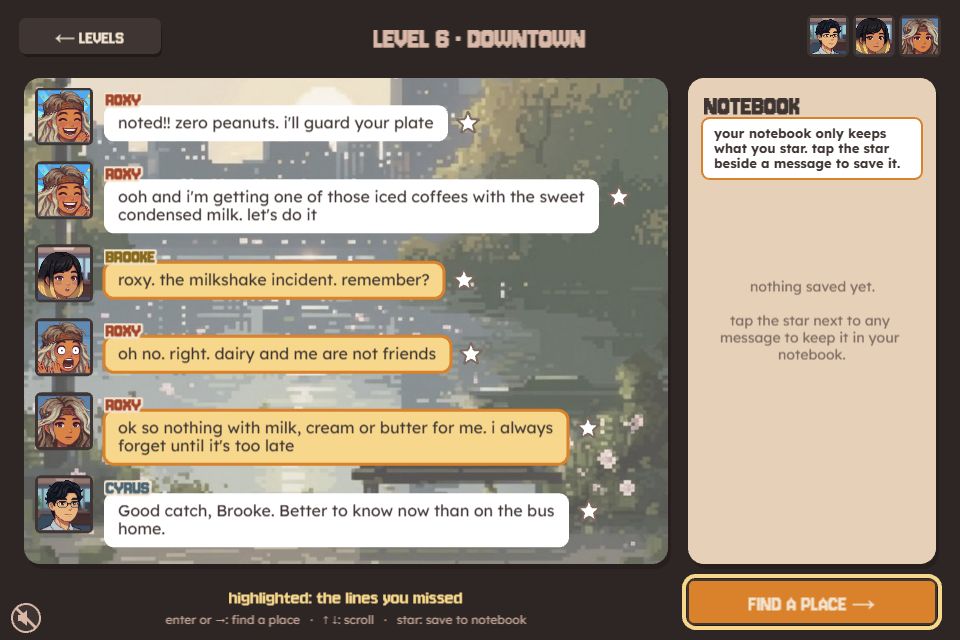 ← LEVELS
LEVEL 6 · DOWNTOWN
ROXY
noted!! zero peanuts. i'll guard your plate
ROXY
ooh and i'm getting one of those iced coffees with the sweet
condensed milk. let's do it
BROOKE
roxy. the milkshake incident. remember?
ROXY
oh no. right. dairy and me are not friends
ROXY
ok so nothing with milk, cream or butter for me. i always
forget until it's too late
CYRUS
Good catch, Brooke. Better to know now than on the bus
home.
NOTEBOOK
your notebook only keeps
what you star. tap the star
beside a message to save it.
nothing saved yet.
tap the star next to any
message to keep it in your
notebook.
highlighted: the lines you missed
enter or →: find a place · ↑ ↓: scroll · star: save to notebook
FIND A PLACE →